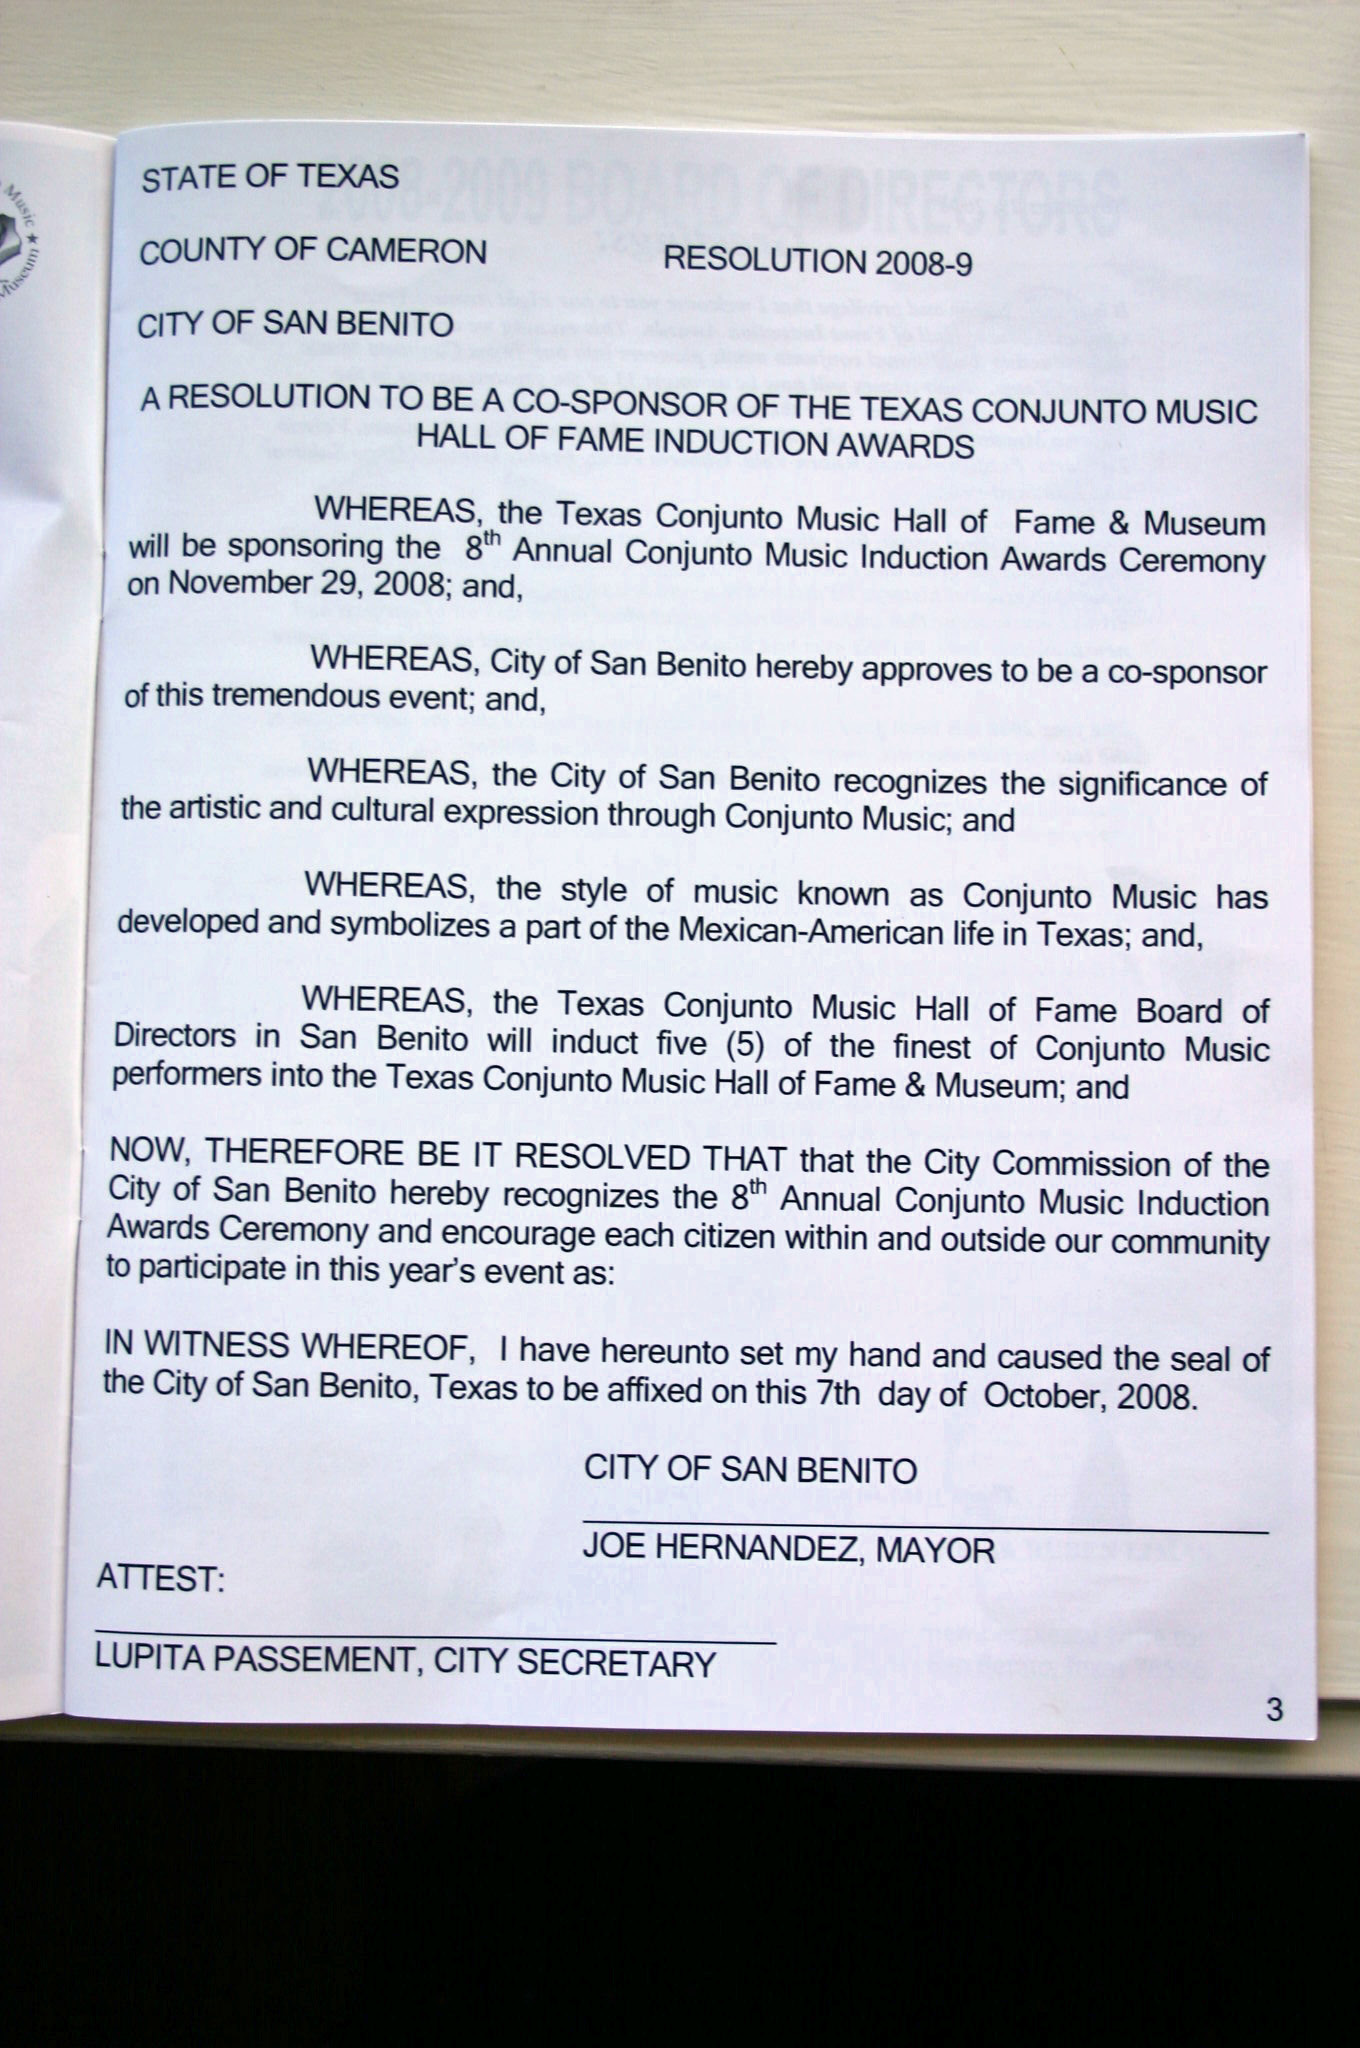 Music ★
Museum
STATE OF TEXAS
COUNTY OF CAMERON RESOLUTION 2008-9
CITY OF SAN BENITO
A RESOLUTION TO BE A CO-SPONSOR OF THE TEXAS CONJUNTO MUSIC
HALL OF FAME INDUCTION AWARDS
WHEREAS, the Texas Conjunto Music Hall of Fame & Museum
will be sponsoring the 8th Annual Conjunto Music Induction Awards Ceremony
on November 29, 2008; and,
WHEREAS, City of San Benito hereby approves to be a co-sponsor
of this tremendous event; and,
WHEREAS, the City of San Benito recognizes the significance of
the artistic and cultural expression through Conjunto Music; and
WHEREAS, the style of music known as Conjunto Music has
developed and symbolizes a part of the Mexican-American life in Texas; and,
WHEREAS, the Texas Conjunto Music Hall of Fame Board of
Directors in San Benito will induct five (5) of the finest of Conjunto Music
performers into the Texas Conjunto Music Hall of Fame & Museum; and
NOW, THEREFORE BE IT RESOLVED THAT that the City Commission of the
City of San Benito hereby recognizes the 8th Annual Conjunto Music Induction
Awards Ceremony and encourage each citizen within and outside our community
to participate in this year's event as:
IN WITNESS WHEREOF, I have hereunto set my hand and caused the seal of
the City of San Benito, Texas to be affixed on this 7th day of October, 2008.
CITY OF SAN BENITO
JOE HERNANDEZ, MAYOR
ATTEST:
LUPITA PASSEMENT, CITY SECRETARY
3